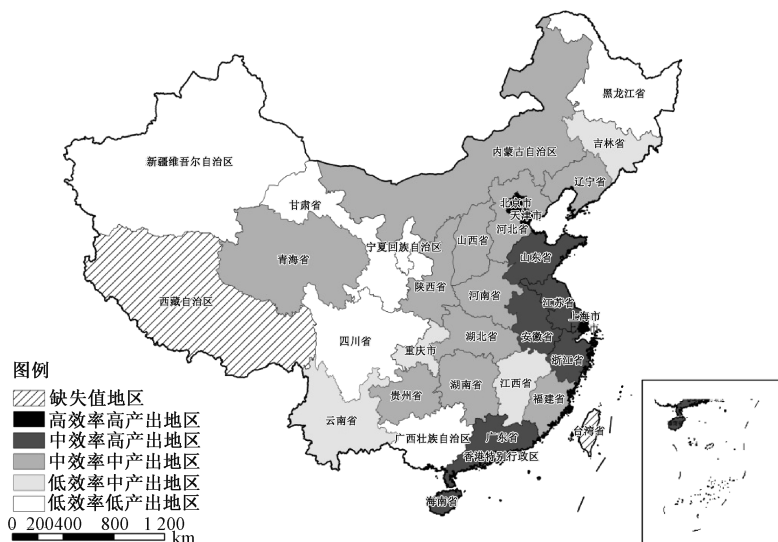 黑龙江省
吉林省
新疆维吾尔自治区
内蒙古自治区
辽宁省
甘肃省
北京市
天津市
河北省
宁夏回族自治区
山西省
山东省
青海省
陕西省
河南省
江苏省
西藏自治区
上海市
安徽省
四川省
湖北省
重庆市
浙江省
江西省
湖南省
贵州省
福建省
云南省
广西壮族自治区
广东省
台湾省
香港特别行政区
海南省
图例
缺失值地区
高效率高产出地区
中效率高产出地区
中效率中产出地区
低效率中产出地区
低效率低产出地区
0 200400 800 1 200
km